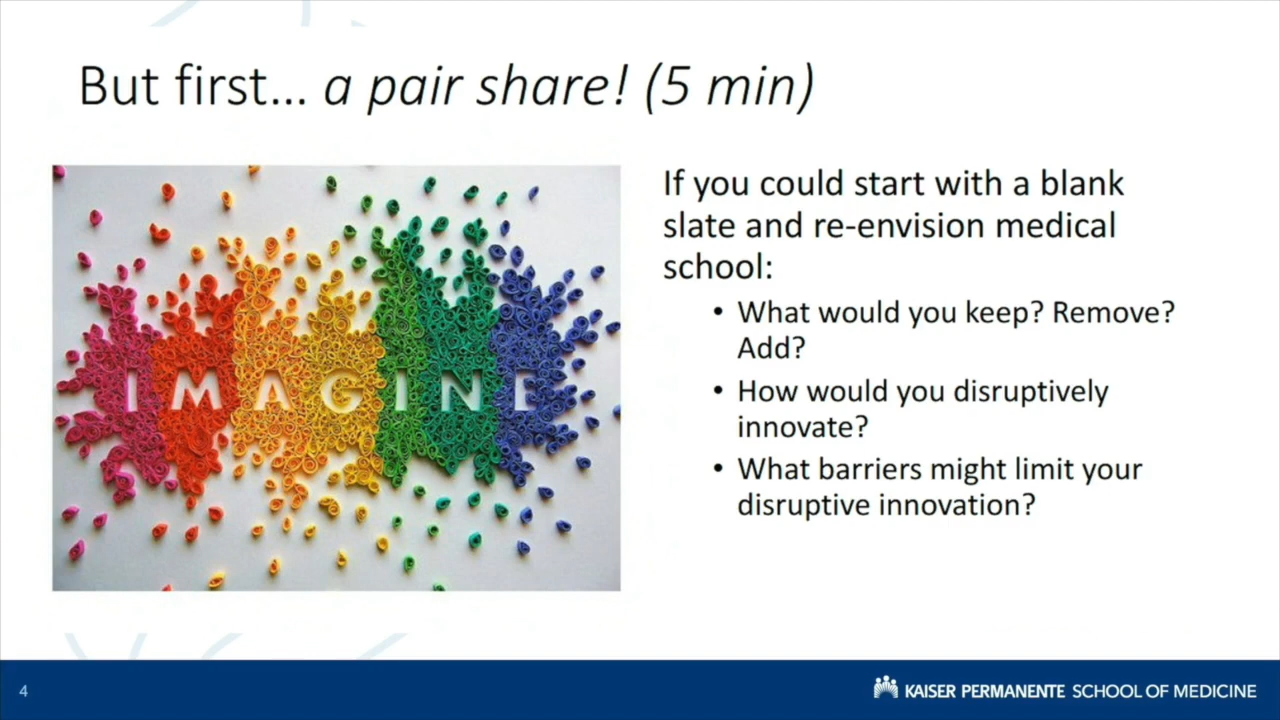 But first... a pair share! (5 min)
IMAGINE
If you could start with a blank
slate and re-envision medical
school:
• What would you keep? Remove?
Add?
• How would you disruptively
innovate?
• What barriers might limit your
disruptive innovation?
4
KAISER PERMANENTE SCHOOL OF MEDICINE